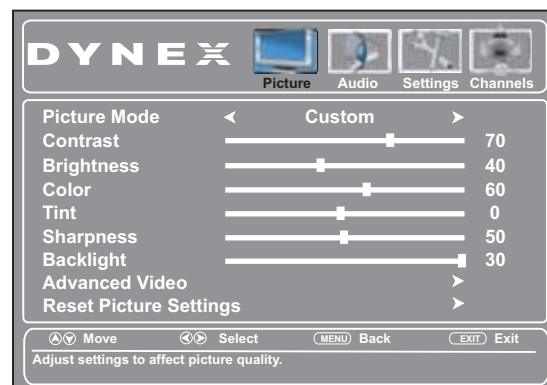 DYNEX
Picture Audio Settings Channels
Picture Mode Custom
Contrast 70
Brightness 40
Color 60
Tint 0
Sharpness 50
Backlight 30
Advanced Video
Reset Picture Settings
Move Select MENU Back EXIT Exit
Adjust settings to affect picture quality.